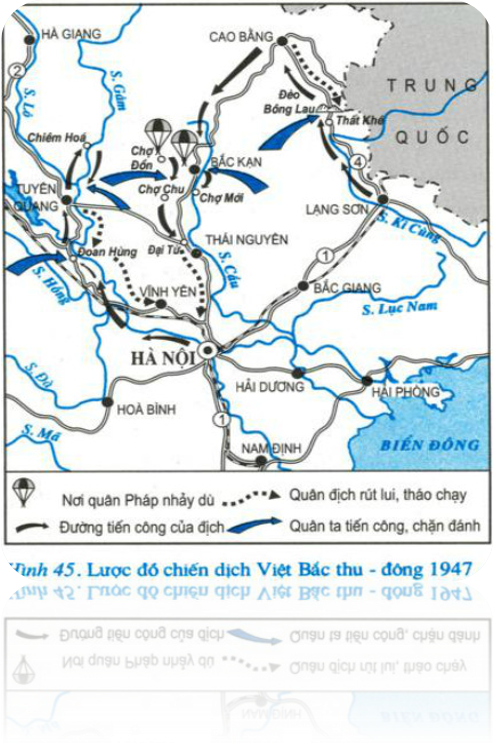 HÀ GIANG
CAO BẰNG
2
S. Lô
S. Gâm
TRUNG
QUỐC
Đèo
Bông Lau
Thất Khê
Chiêm Hoá
Chợ
Đồn
BẮC KẠN
4
TUYÊN
QUANG
Chợ Chu
Chợ Mới
LẠNG SƠN
S. Kì Cùng
Đoan Hùng
Đại Từ
THÁI NGUYÊN
1
S. Hồng
S. Cầu
VĨNH YÊN
BẮC GIANG
S. Lục Nam
HÀ NỘI
S. Đà
HẢI DƯƠNG
HẢI PHÒNG
HOÀ BÌNH
1
S. Mã
NAM ĐỊNH
BIỂN ĐÔNG
Nơi quân Pháp nhảy dù
Quân địch rút lui, tháo chạy
Đường tiến công của địch
Quân ta tiến công, chặn đánh
Hình 45. Lược đồ chiến dịch Việt Bắc thu - đông 1947